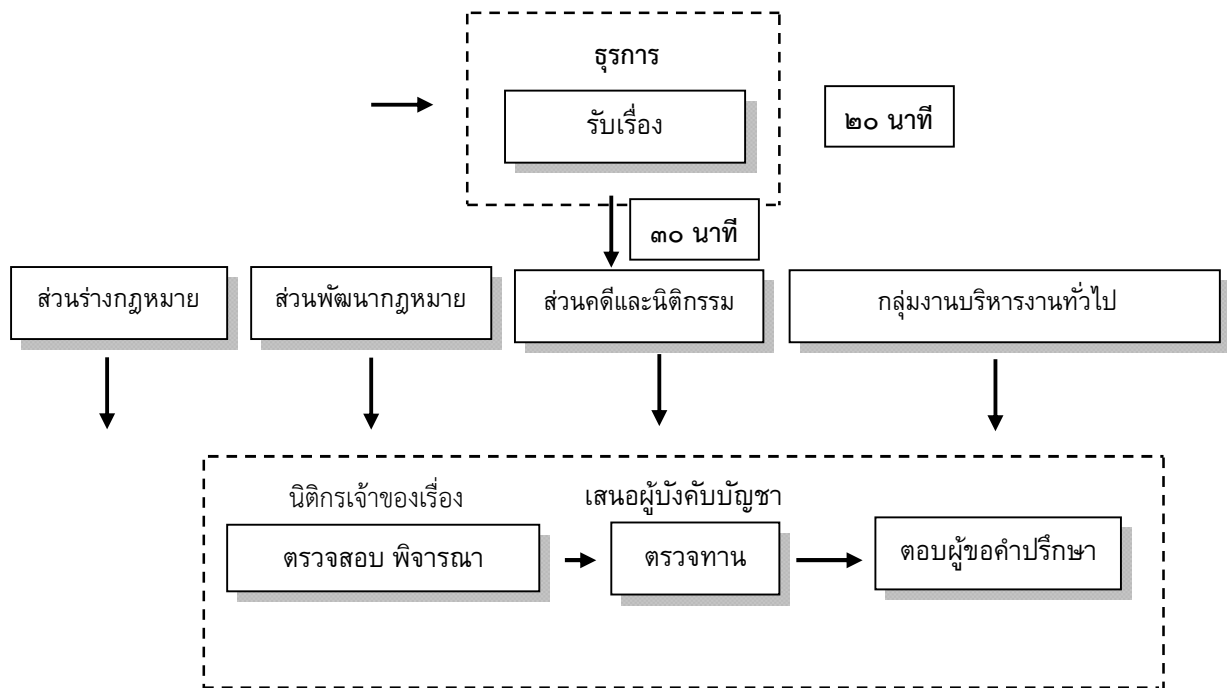 ธุรการ
รับเรื่อง
๒๐ นาที
๓๐ นาที
ส่วนร่างกฎหมาย
ส่วนพัฒนากฎหมาย
ส่วนคดีและนิติกรรม
กลุ่มงานบริหารงานทั่วไป
นิติกรเจ้าของเรื่อง
เสนอผู้บังคับบัญชา
ตรวจสอบ พิจารณา
ตรวจทาน
ตอบผู้ขอคำปรึกษา